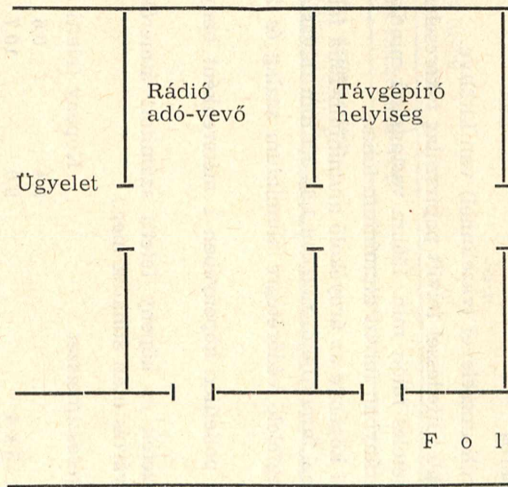 Rádió
adó-vevő
Távgépíró
helyiség
Ügyelet
F o l